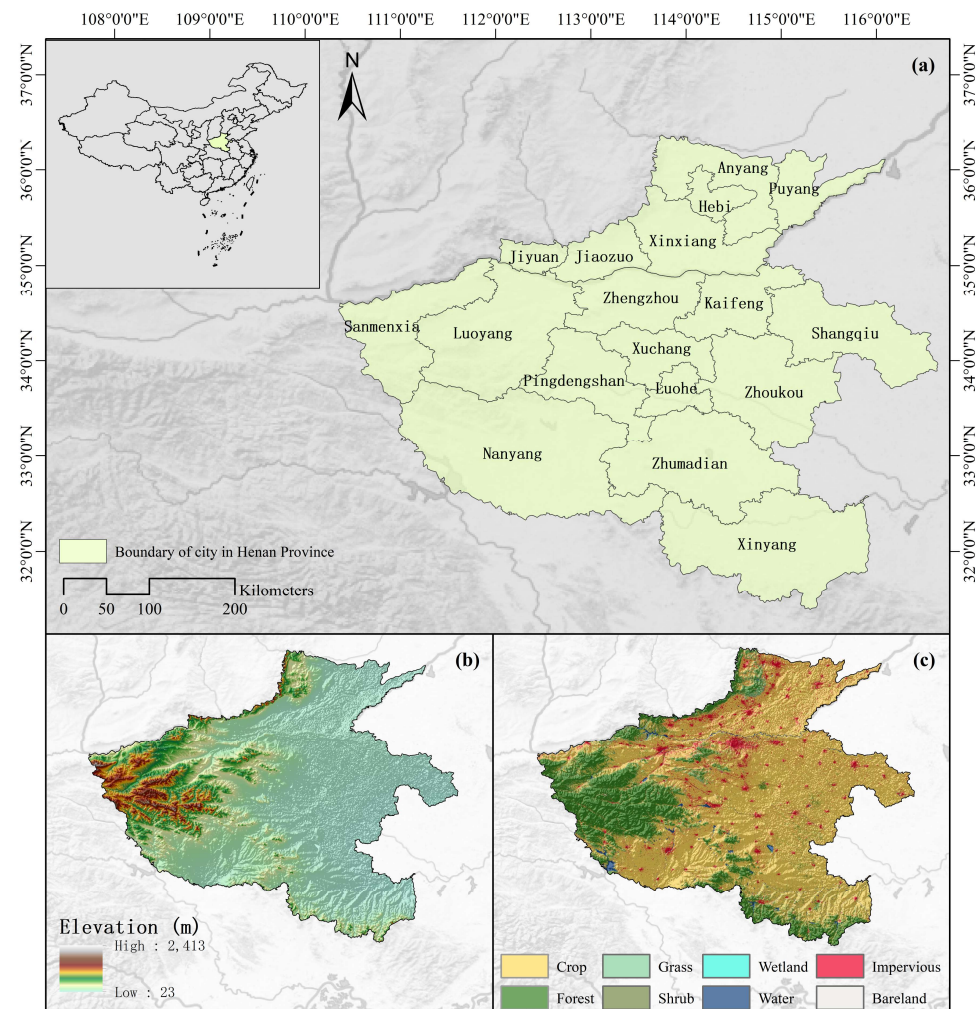 108°0'0"E 109°0'0"E 110°0'0"E 111°0'0"E 112°0'0"E 113°0'0"E 114°0'0"E 115°0'0"E 116°0'0"E
37°0'0"N
36°0'0"N
35°0'0"N
34°0'0"N
33°0'0"N
32°0'0"N
37°0'0"N
36°0'0"N
35°0'0"N
34°0'0"N
33°0'0"N
32°0'0"N
N
(a)
Anyang
Puyang
Hebi
Xinxiang
Jiyuan
Jiaozuo
Zhengzhou
Kaifeng
Sanmenxia
Luoyang
Shangqiu
Xuchang
Pingdengshan
Luohe
Zhoukou
Nanyang
Zhumadian
Xinyang
Boundary of city in Henan Province
Kilometers
0 50 100 200
(b)
Elevation (m)
High : 2,413
Low : 23
(c)
Crop Grass Wetland Impervious
Forest Shrub Water Bareland